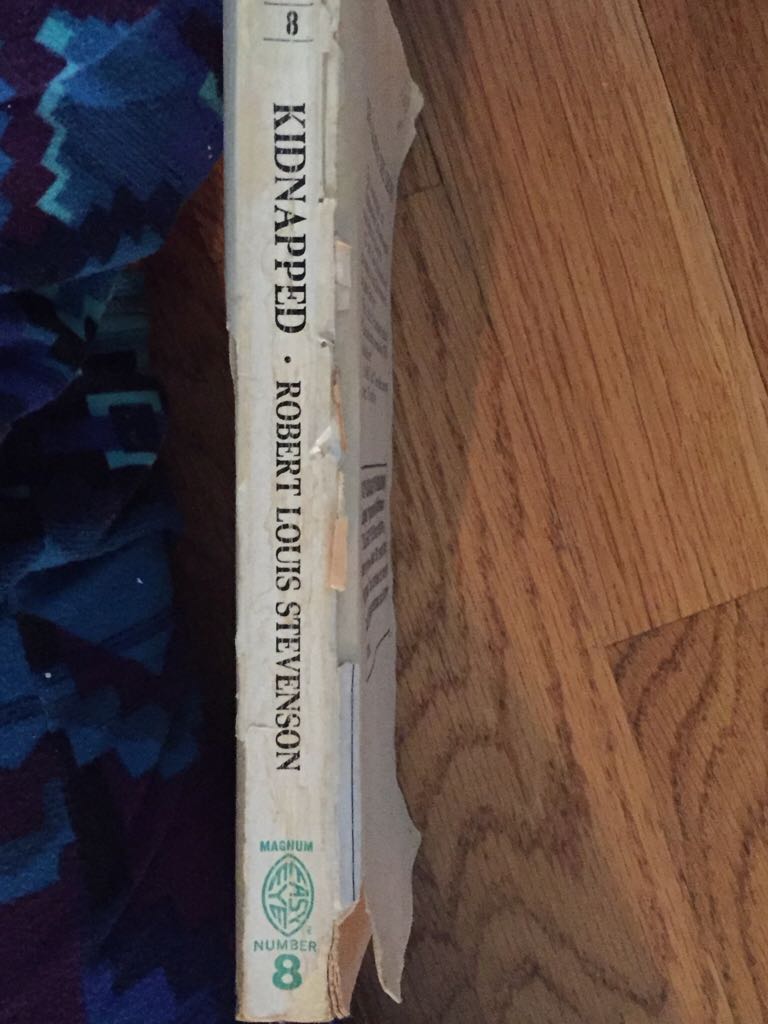 8
KIDNAPPED · ROBERT LOUIS STEVENSON
MAGNUM
EASY
EYE
NUMBER
8